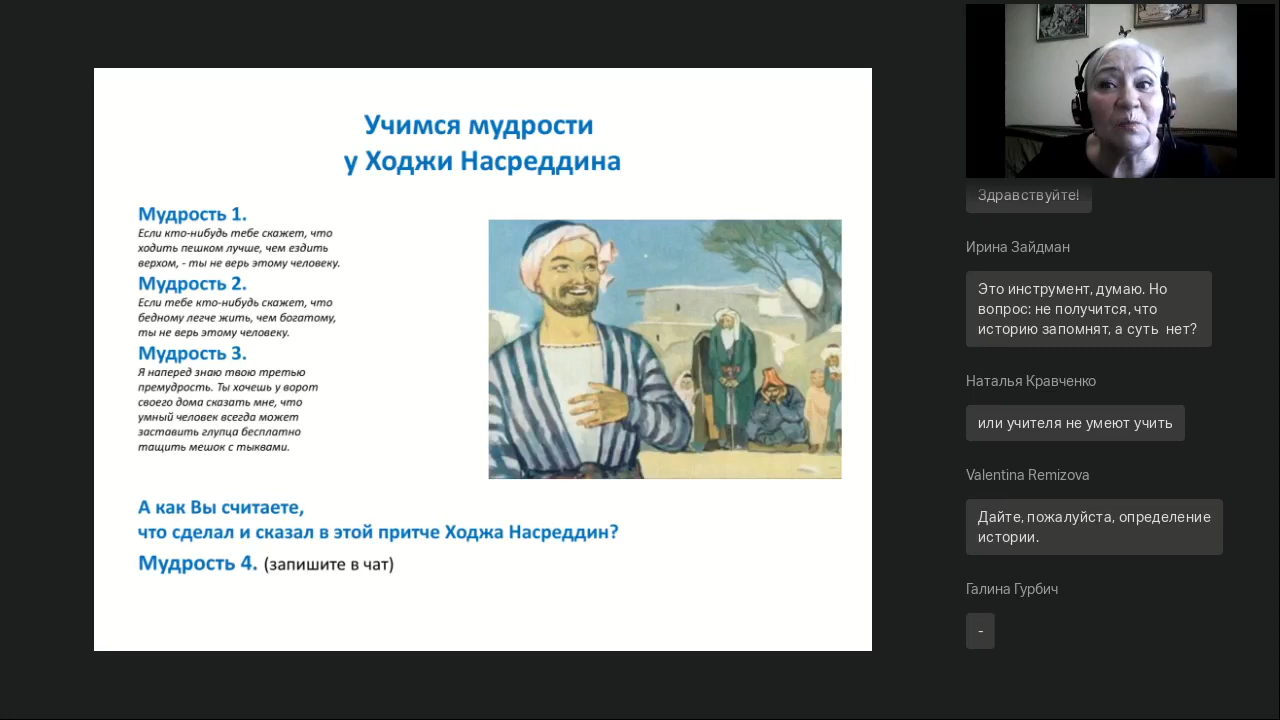 Учимся мудрости
у Ходжи Насреддина
Мудрость 1.
Если кто-нибудь тебе скажет, что
ходить пешком лучше, чем ездить
верхом, - ты не верь этому человеку.
Мудрость 2.
Если тебе кто-нибудь скажет, что
бедному легче жить, чем богатому,
ты не верь этому человеку.
Мудрость 3.
Я наперед знаю твою третью
премудрость. Ты хочешь у ворот
своего дома сказать мне, что
умный человек всегда может
заставить глупца бесплатно
тащить мешок с тыквами.
А как Вы считаете,
что сделал и сказал в этой притче Ходжа Насреддин?
Мудрость 4. (запишите в чат)
Здравствуйте!
Ирина Зайдман
Это инструмент, думаю. Но
вопрос: не получится, что
историю запомнят, а суть нет?
Наталья Кравченко
или учителя не умеют учить
Valentina Remizova
Дайте, пожалуйста, определение
истории.
Галина Гурбич
-